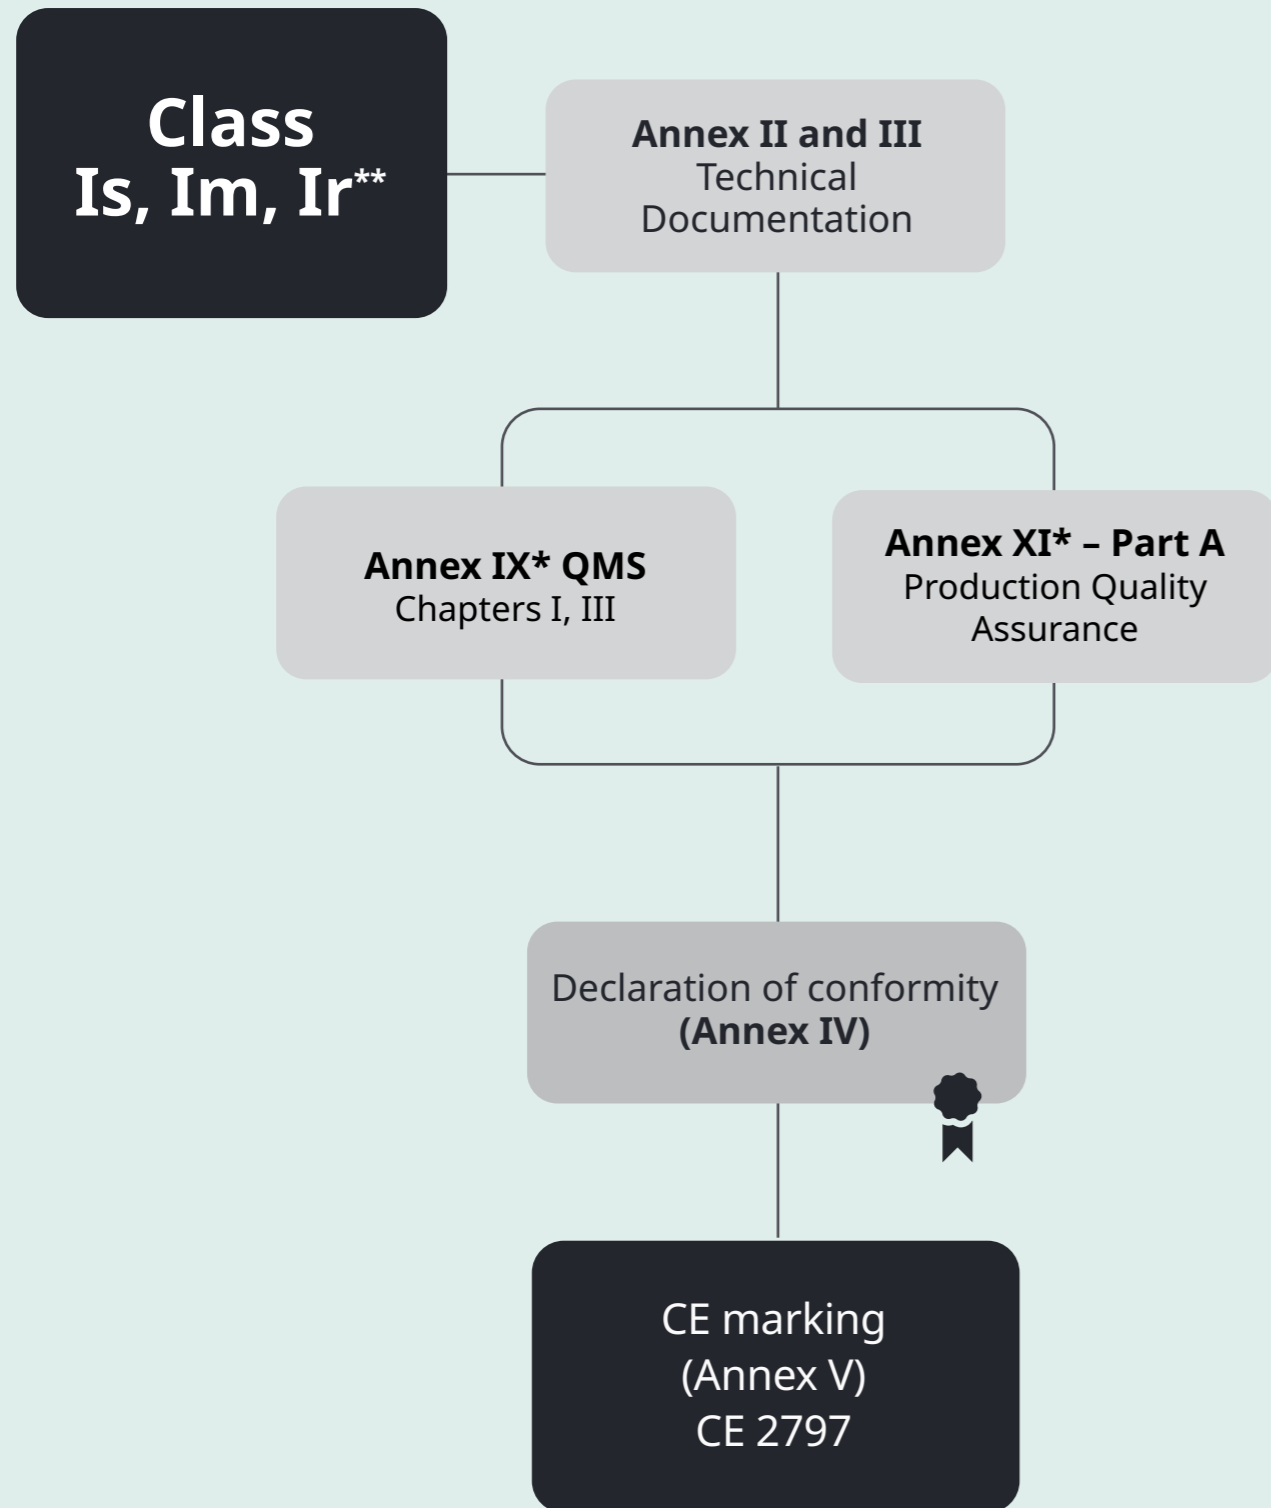 Class
Is, Im, Ir**
Annex II and III
Technical
Documentation
Annex IX* QMS
Chapters I, III
Annex XI* – Part A
Production Quality
Assurance
Declaration of conformity
(Annex IV)
CE marking
(Annex V)
CE 2797